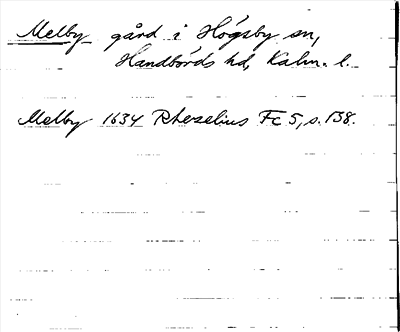 Melby gård i Högsby sn,
Handbörds hd, Kalm. l.
Melby 1634 Rhezelius Fc 5, s. 138.